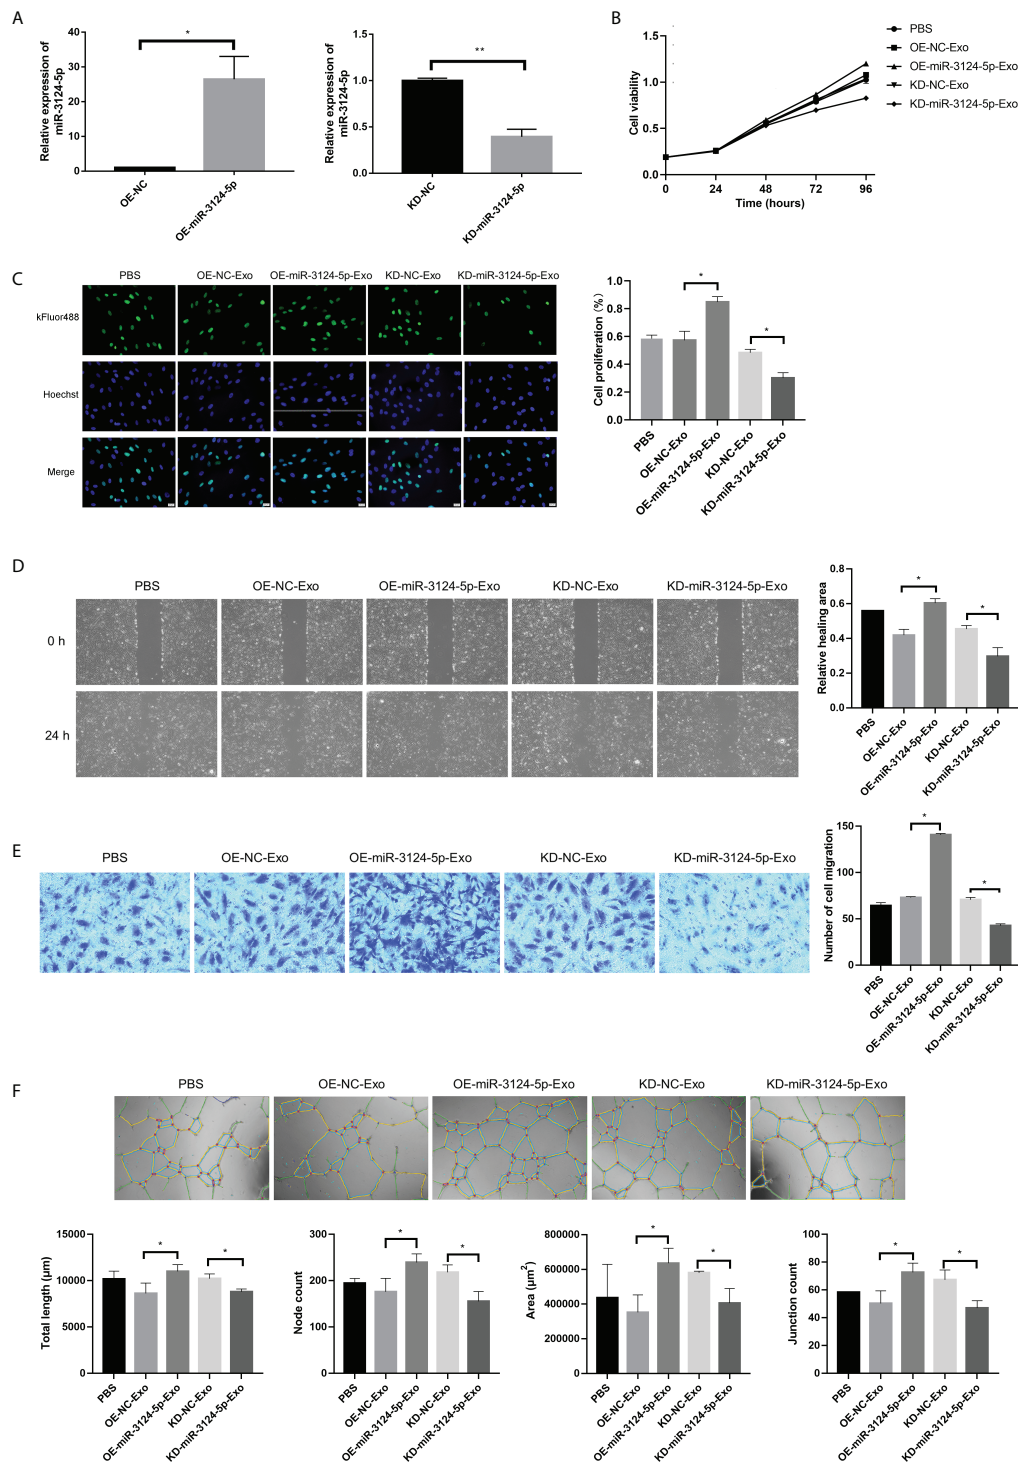 A
Relative expression of
miR-3124-5p
40
30
20
10
0
*
OE-NC
OE-miR-3124-5p
Relative expression of
miR-3124-5p
1.5
1.0
0.5
0.0
**
KD-NC
KD-miR-3124-5p
B
Cell viability
1.5
1.0
0.5
0
0
24
48
72
96
Time (hours)
PBS
OE-NC-Exo
OE-miR-3124-5p-Exo
KD-NC-Exo
KD-miR-3124-5p-Exo
C
PBS
OE-NC-Exo
OE-miR-3124-5p-Exo
KD-NC-Exo
KD-miR-3124-5p-Exo
kFluor488
Hoechst
Merge
Cell proliferation (%)
1.0
0.8
0.6
0.4
0.2
0.0
*
*
PBS
OE-NC-Exo
OE-miR-3124-5p-Exo
KD-NC-Exo
KD-miR-3124-5p-Exo
D
PBS
OE-NC-Exo
OE-miR-3124-5p-Exo
KD-NC-Exo
KD-miR-3124-5p-Exo
0 h
24 h
Relative healing area
0.8
0.6
0.4
0.2
0.0
*
*
PBS
OE-NC-Exo
OE-miR-3124-5p-Exo
KD-NC-Exo
KD-miR-3124-5p-Exo
E
PBS
OE-NC-Exo
OE-miR-3124-5p-Exo
KD-NC-Exo
KD-miR-3124-5p-Exo
Number of cell migration
150
100
50
0
*
*
PBS
OE-NC-Exo
OE-miR-3124-5p-Exo
KD-NC-Exo
KD-miR-3124-5p-Exo
F
PBS
OE-NC-Exo
OE-miR-3124-5p-Exo
KD-NC-Exo
KD-miR-3124-5p-Exo
Total length (μm)
15000
10000
5000
0
*
*
PBS
OE-NC-Exo
OE-miR-3124-5p-Exo
KD-NC-Exo
KD-miR-3124-5p-Exo
Node count
300
200
100
0
*
*
PBS
OE-NC-Exo
OE-miR-3124-5p-Exo
KD-NC-Exo
KD-miR-3124-5p-Exo
Area (μm²)
800000
600000
400000
200000
0
*
*
PBS
OE-NC-Exo
OE-miR-3124-5p-Exo
KD-NC-Exo
KD-miR-3124-5p-Exo
Junction count
100
80
60
40
20
0
*
*
PBS
OE-NC-Exo
OE-miR-3124-5p-Exo
KD-NC-Exo
KD-miR-3124-5p-Exo